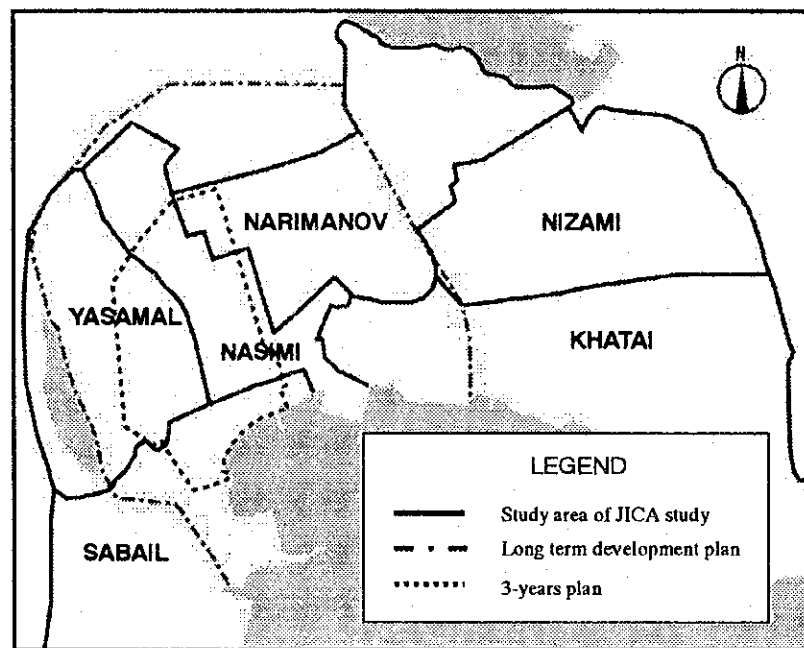 N
NARIMANOV
NIZAMI
YASAMAL
NASIMI
KHATAI
SABAIL
LEGEND
Study area of JICA study
Long term development plan
3-years plan